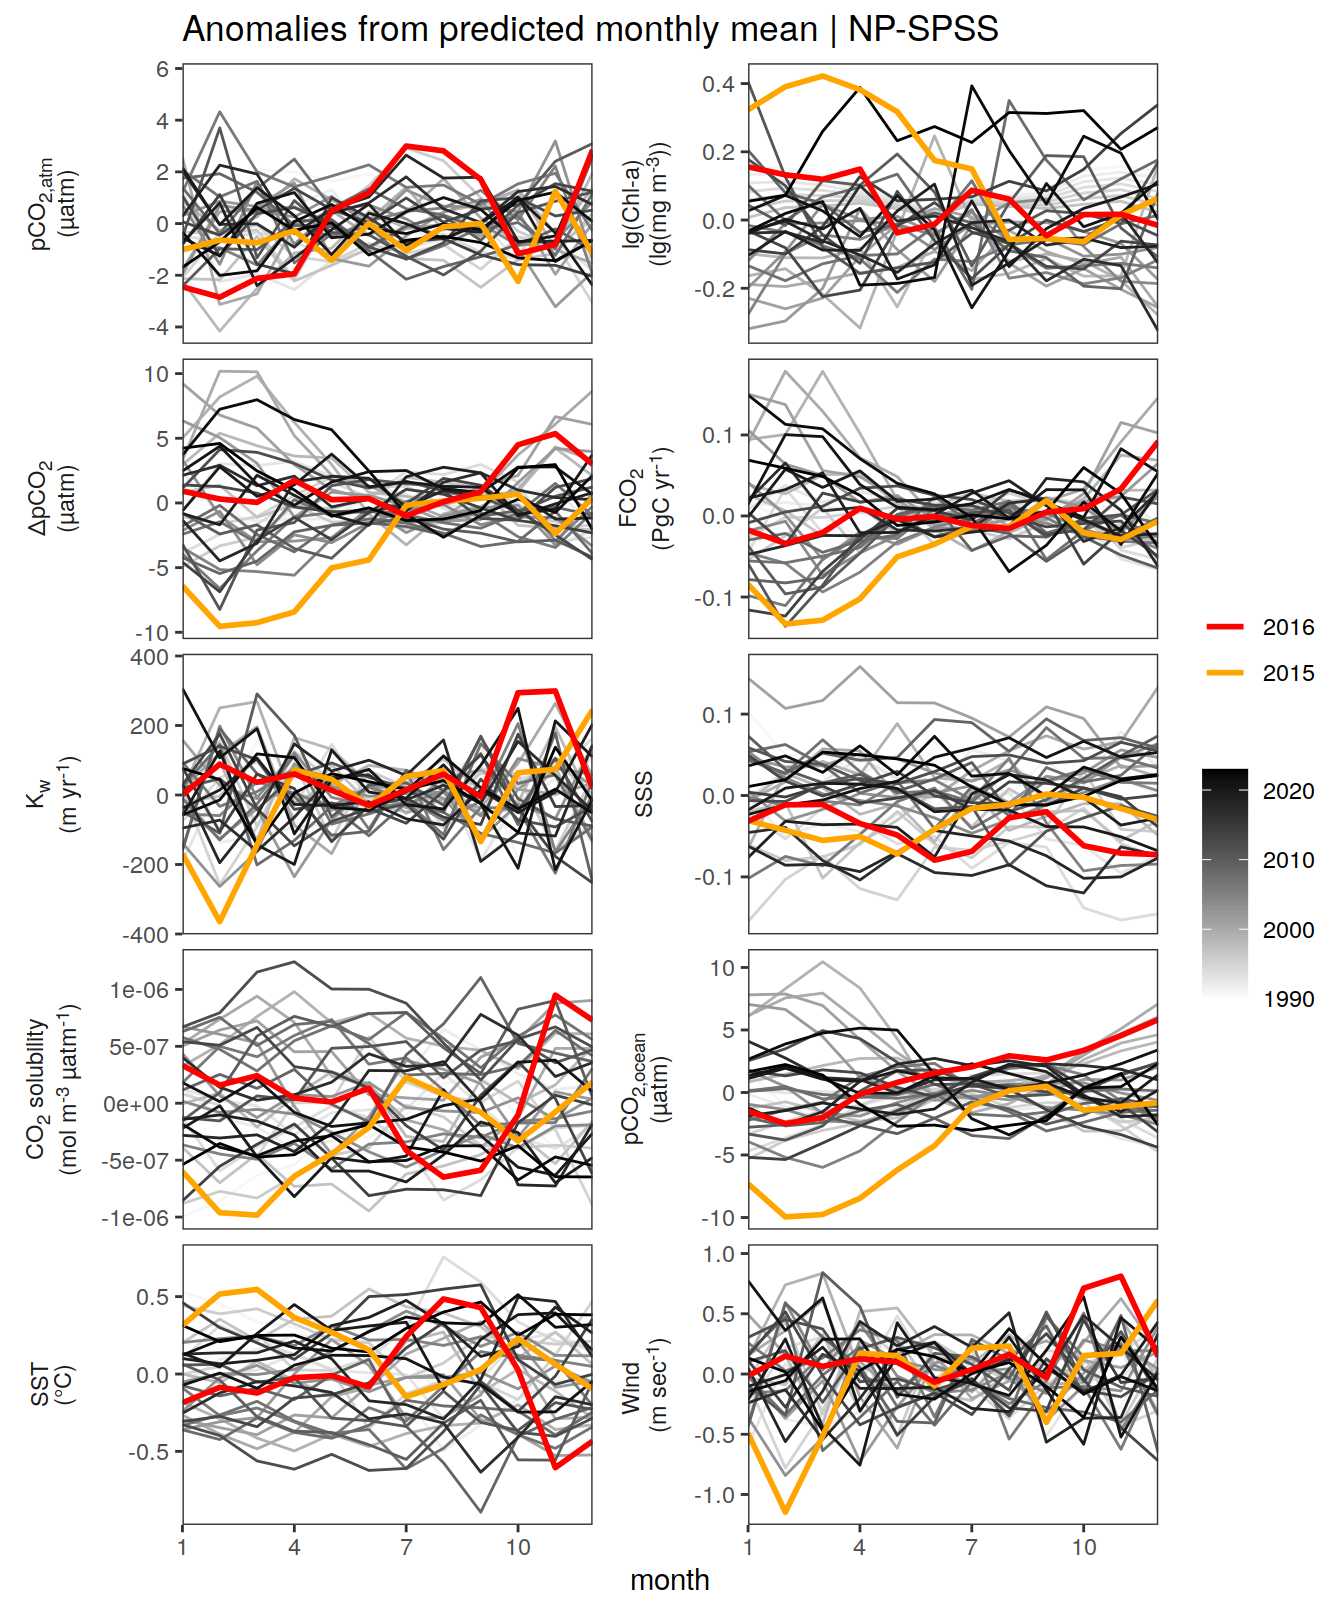 Anomalies from predicted monthly mean | NP-SPSS
pCO2,atm
(µatm)
6
4
2
0
-2
-4
lg(Chl-a)
(lg(mg m-3))
0.4
0.2
0.0
-0.2
ΔpCO2
(µatm)
10
5
0
-5
-10
FCO2
(PgC yr-1)
0.1
0.0
-0.1
Kw
(m yr-1)
400
200
0
-200
-400
SSS
0.1
0.0
-0.1
CO2 solubility
(mol m-3 µatm-1)
1e-06
5e-07
0e+00
-5e-07
-1e-06
pCO2,ocean
(µatm)
10
5
0
-5
-10
SST
(°C)
0.5
0.0
-0.5
Wind
(m sec-1)
1.0
0.5
0.0
-0.5
-1.0
1 4 7 10
1 4 7 10
month
2016
2015
2020
2010
2000
1990